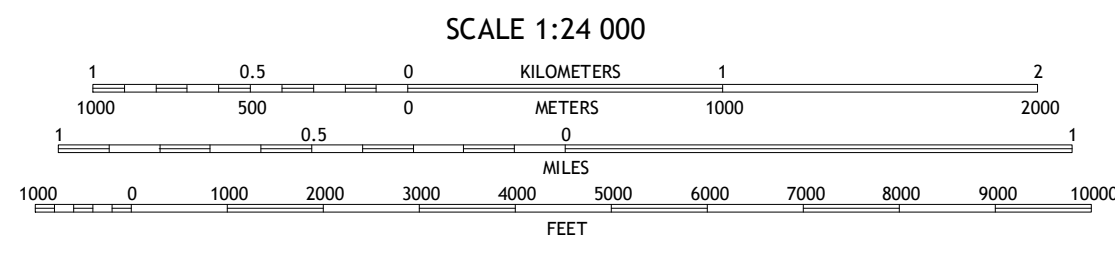 SCALE 1:24 000
1 0.5 0 KILOMETERS 1 2
1000 500 0 METERS 1000 2000
1 0.5 0 1
MILES
1000 0 1000 2000 3000 4000 5000 6000 7000 8000 9000 10000
FEET